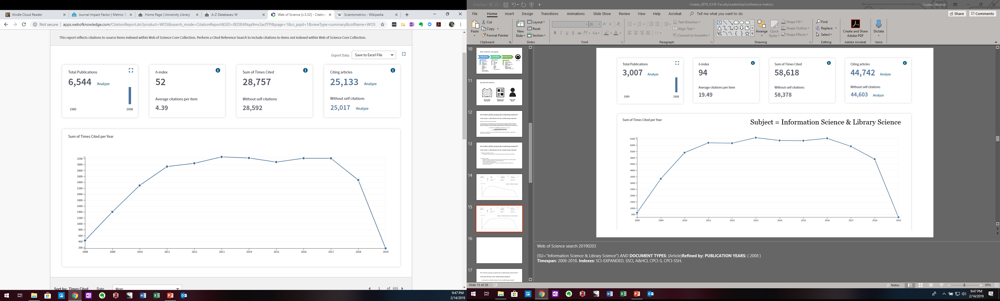 Kindle Cloud Reader
Journal Impact Factor | Metrics T
Home Page | University Library
A-Z Databases: W
Web of Science [v.5.32] - Citation
Scientometrics - Wikipedia
Not secure | apps.webofknowledge.com/CitationReport.do?product=WOS&search_mode=CitationReport&SID=8EDIE4Nqa9mv2acfTPI&page=1&cr_pqid=1&viewType=summary&colName=WOS
This report reflects citations to source items indexed within Web of Science Core Collection. Perform a Cited Reference Search to include citations to items not indexed within Web of Science Core Collection.
Export Data: Save to Excel File
Total Publications
6,544 Analyze
1989 2008
h-index
52
Average citations per item
4.39
Sum of Times Cited
28,757
Without self citations
28,592
Citing articles
25,133 Analyze
Without self citations
25,017 Analyze
Sum of Times Cited per Year
3200
3000
2800
2600
2400
2200
2000
1800
1600
1400
1200
1000
800
600
400
200
2008 2009 2010 2011 2012 2013 2014 2015 2016 2017 2018 2019
Sort by: Times Cited Date More
1 of 655
9:47 PM
2/14/2019
AutoSave Off
Coates_2019_ICHE-FacultyLeadershipConference-metrics
Coates, Heather
File Home Insert Design Transitions Animations Slide Show Review View Help Acrobat Tell me what you want to do
Share Comments
Paste
Cut
Copy
Format Painter
Clipboard
New Slide
Layout
Reset
Section
Slides
20
Font
Text Direction
Align Text
Convert to SmartArt
Paragraph
Arrange
Quick Styles
Shape Fill
Shape Outline
Shape Effects
Drawing
Find
Replace
Select
Editing
Create and Share Adobe PDF
Adobe Acrobat
Dictate
Voice
10
Key metrics concepts
Products Activities Indicators
11
Levels of metrics
12
Are metrics fit for purpose for evaluating research?
13
Are metrics fit for purpose for evaluating research?
14
15
16
17
Are metrics fit for purpose for evaluating researchers?
Total Publications
3,007 Analyze
1989 2008
h-index
94
Average citations per item
19.49
Sum of Times Cited
58,618
Without self citations
58,378
Citing articles
44,742 Analyze
Without self citations
44,603 Analyze
Sum of Times Cited per Year
Subject = Information Science & Library Science
6500
6000
5500
5000
4500
4000
3500
3000
2500
2000
1500
1000
500
2008 2009 2010 2011 2012 2013 2014 2015 2016 2017 2018 2019
Web of Science search 20190203
(SU="Information Science & Library Science") AND DOCUMENT TYPES: (Article)Refined by: PUBLICATION YEARS: ( 2008 )
Timespan: 2008-2018. Indexes: SCI-EXPANDED, SSCI, A&HCI, CPCI-S, CPCI-SSH.
Slide 15 of 28
Notes
95%
9:47 PM
2/14/2019